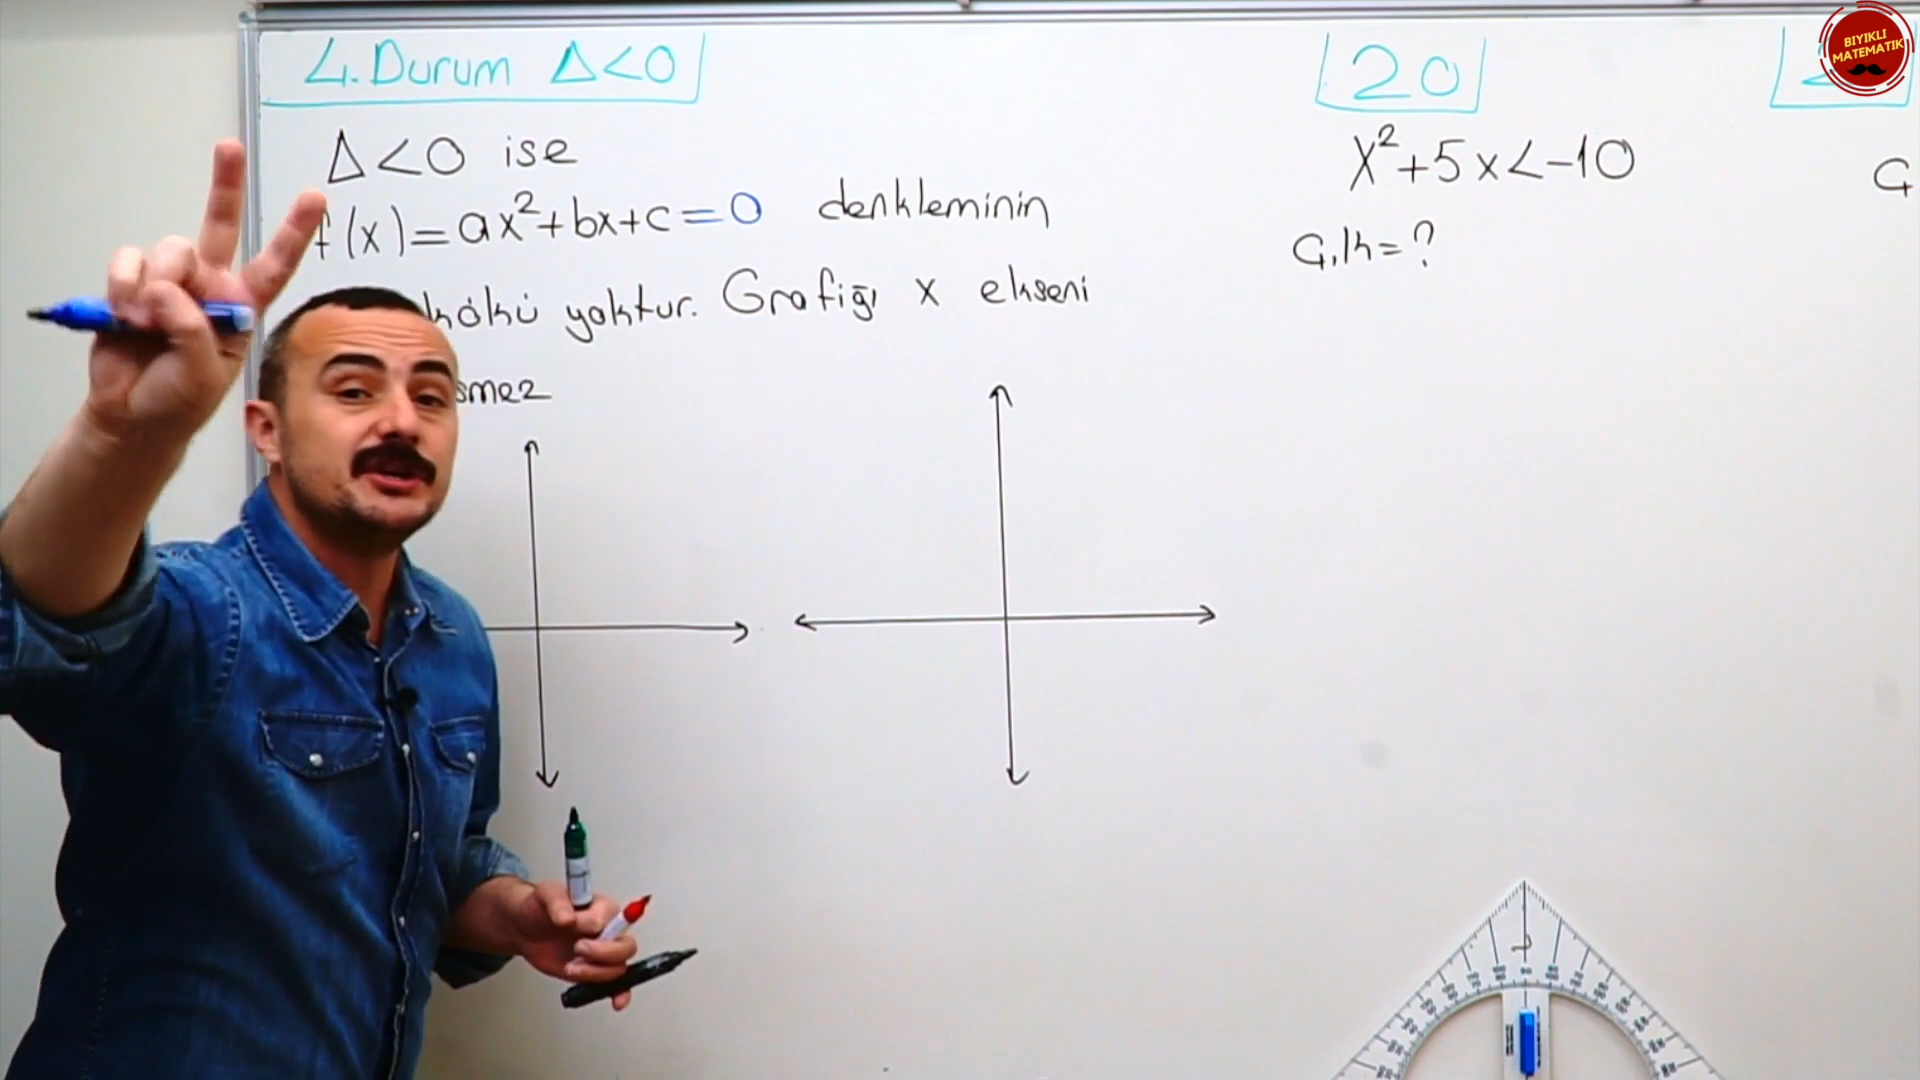 4. Durum Δ<0
Δ<0 ise
f(x)=ax²+bx+c=0 denkleminin
kökü yoktur. Grafiği x ekseni
smez
20
x²+5x<-10
Ç.K=?
Ç
BIYIKLI
MATEMATİK